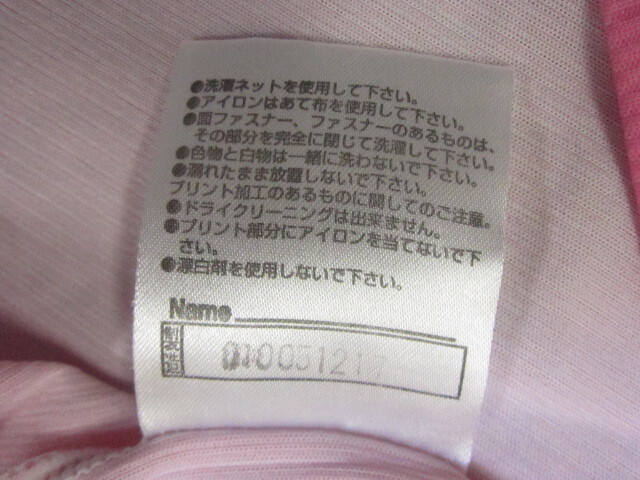 ●洗濯ネットを使用して下さい。
●アイロンはあて布を使用して下さい。
●面ファスナー、ファスナーのあるものは、
その部分を完全に閉じて洗濯して下さい。
●色物と白物は一緒に洗わないで下さい。
●濡れたまま放置しないで下さい。
プリント加工のあるものに関してのご注意。
●ドライクリーニングは出来ません。
●プリント部分にアイロンを当てないで下
さい。
●漂白剤を使用しないで下さい。
Name